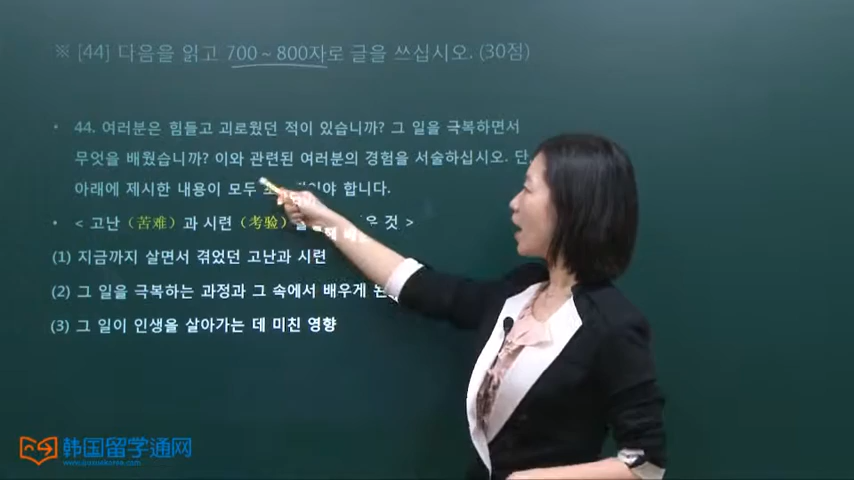 ※ [44] 다음을 읽고 700~800자로 글을 쓰십시오. (30점)
• 44. 여러분은 힘들고 괴로웠던 적이 있습니까? 그 일을 극복하면서
무엇을 배웠습니까? 이와 관련된 여러분의 경험을 서술하십시오. 단,
아래에 제시한 내용이 모두 합니다.
• < 고난 (苦难) 과 시련 (考验) 것 >
(1) 지금까지 살면서 겪었던 고난과 시련
(2) 그 일을 극복하는 과정과 그 속에서 배우게 된
(3) 그 일이 인생을 살아가는 데 미친 영향
韩国留学通网